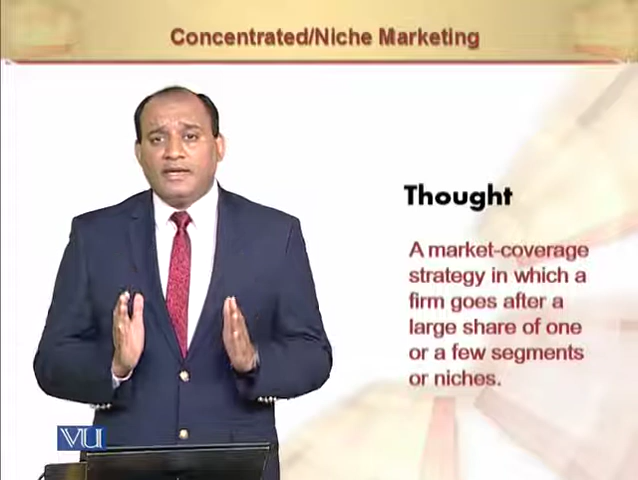 Concentrated/Niche Marketing
Thought
A market-coverage
strategy in which a
firm goes after a
large share of one
or a few segments
or niches.
VU